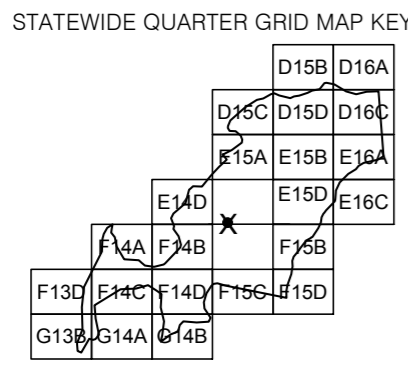 STATEWIDE QUARTER GRID MAP KEY
D15B D16A
D15C D15D D16C
E15A E15B E16A
E14D E15D E16C
X
F14A F14B F15B
F13D F14C F14D F15C F15D
G13B G14A G14B